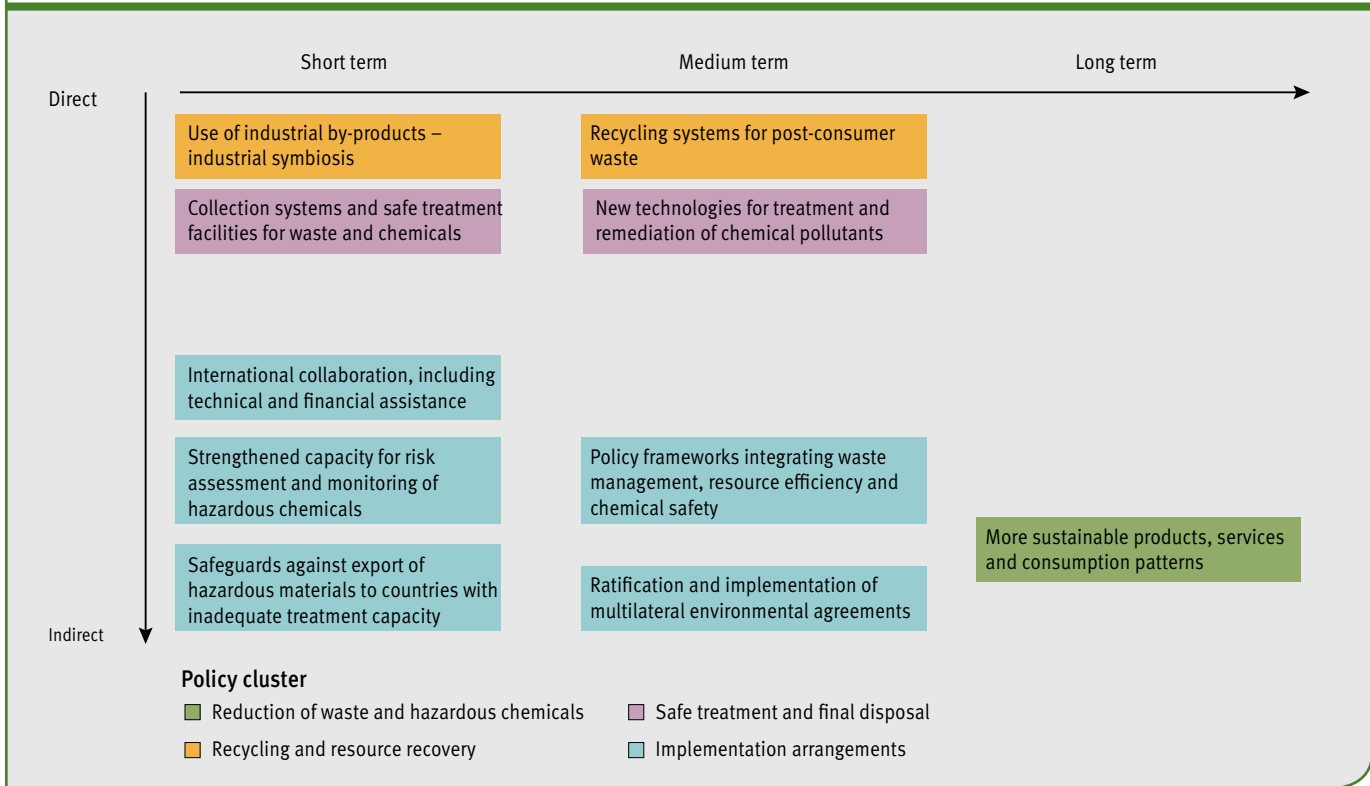 Short term
Medium term
Long term
Direct
Use of industrial by-products –
industrial symbiosis
Recycling systems for post-consumer
waste
Collection systems and safe treatment
facilities for waste and chemicals
New technologies for treatment and
remediation of chemical pollutants
International collaboration, including
technical and financial assistance
Strengthened capacity for risk
assessment and monitoring of
hazardous chemicals
Policy frameworks integrating waste
management, resource efficiency and
chemical safety
More sustainable products, services
and consumption patterns
Safeguards against export of
hazardous materials to countries with
inadequate treatment capacity
Ratification and implementation of
multilateral environmental agreements
Indirect
Policy cluster
Reduction of waste and hazardous chemicals
Safe treatment and final disposal
Recycling and resource recovery
Implementation arrangements